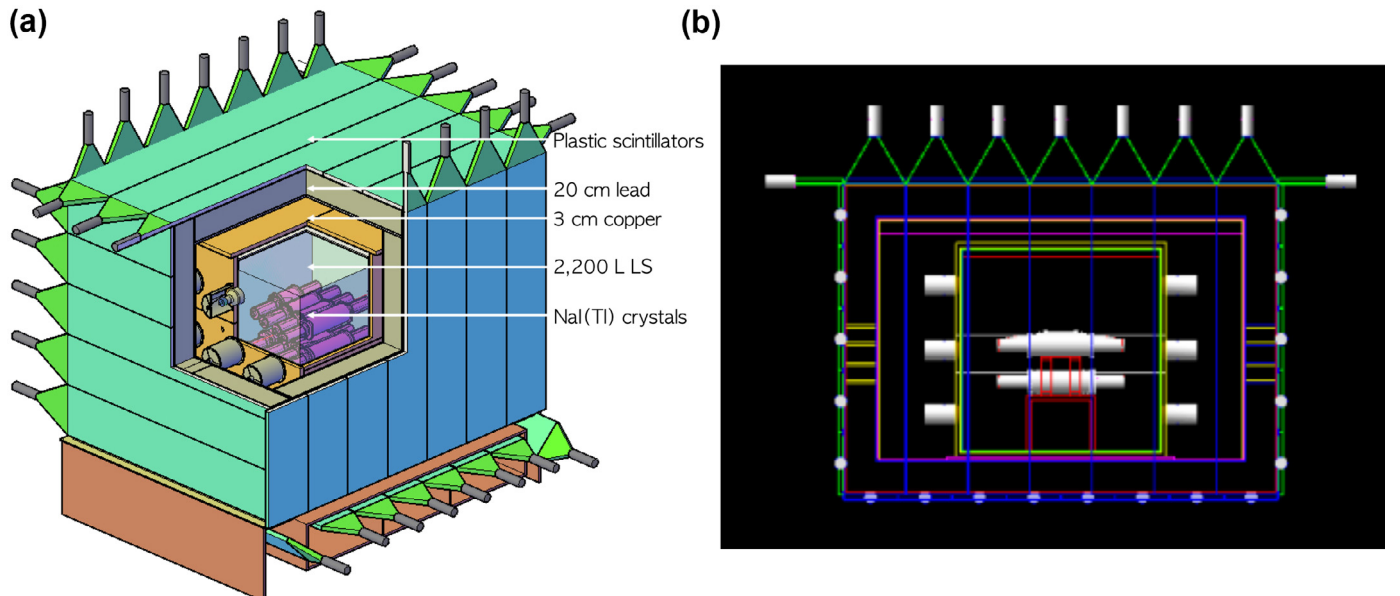 (a)
(b)
Plastic scintillators
20 cm lead
3 cm copper
2,200 L LS
NaI(Tl) crystals